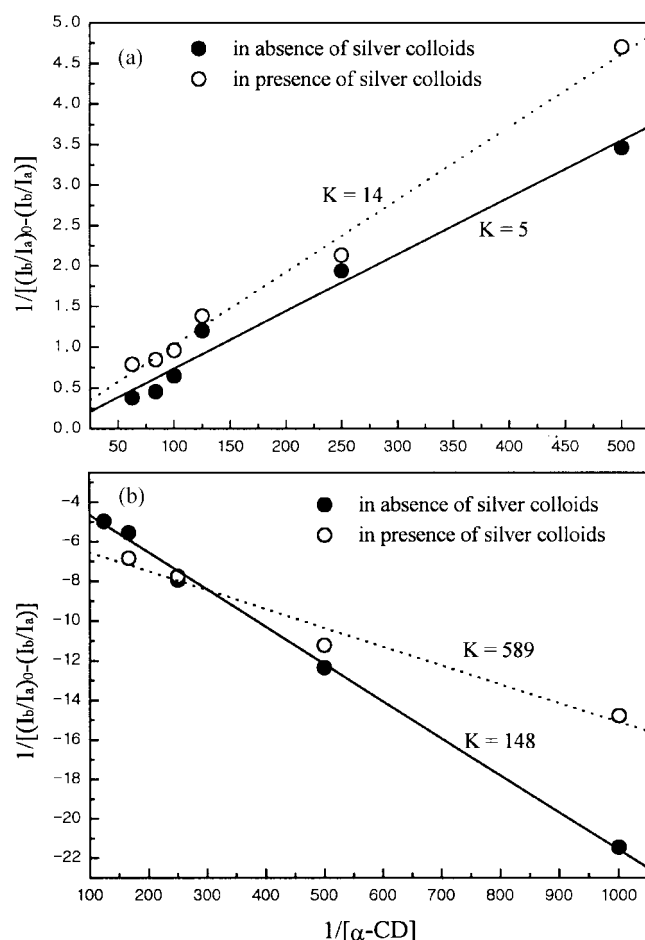 5.0
4.5
4.0
3.5
3.0
2.5
2.0
1.5
1.0
0.5
0.0
1/[(Ib/Ia)0-(Ib/Ia)]
(a)
in absence of silver colloids
in presence of silver colloids
K = 14
K = 5
50 100 150 200 250 300 350 400 450 500
-4
-6
-8
-10
-12
-14
-16
-18
-20
-22
1/[(Ib/Ia)0-(Ib/Ia)]
(b)
in absence of silver colloids
in presence of silver colloids
K = 589
K = 148
100 200 300 400 500 600 700 800 900 1000
1/[α-CD]